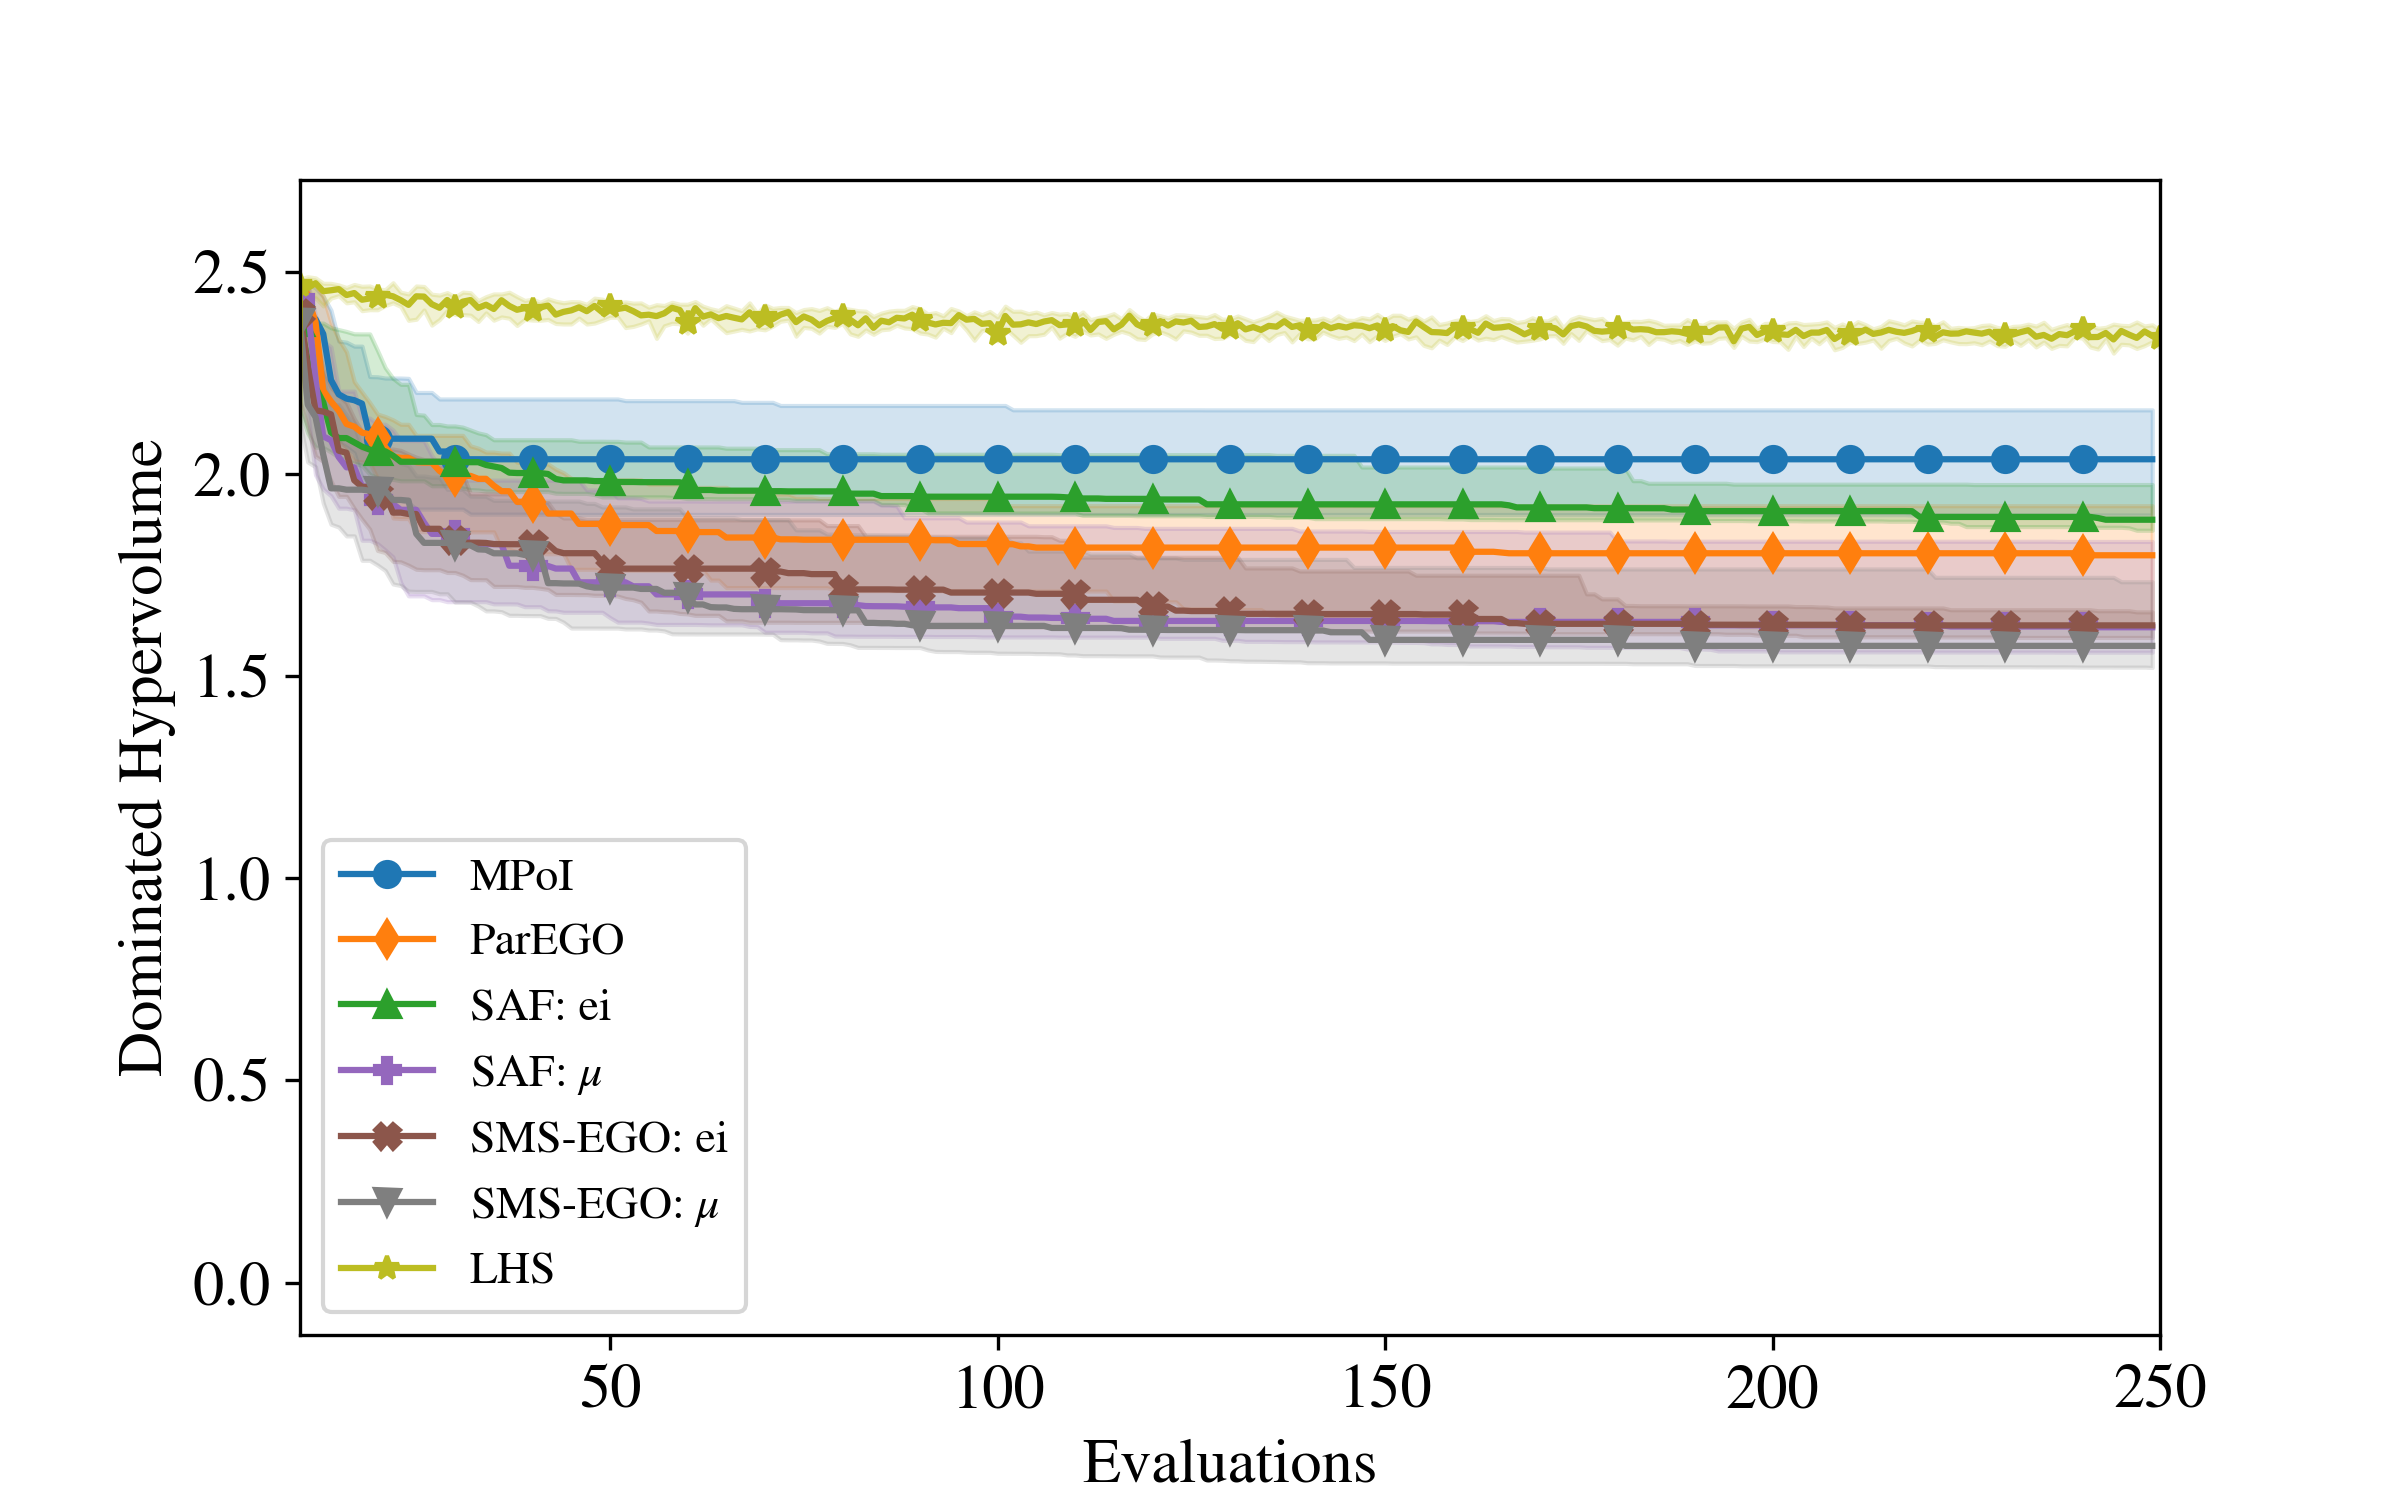 2.5
2.0
1.5
1.0
0.5
0.0
Dominated Hypervolume
MPoI
ParEGO
SAF: ei
SAF: μ
SMS-EGO: ei
SMS-EGO: μ
LHS
50 100 150 200 250
Evaluations